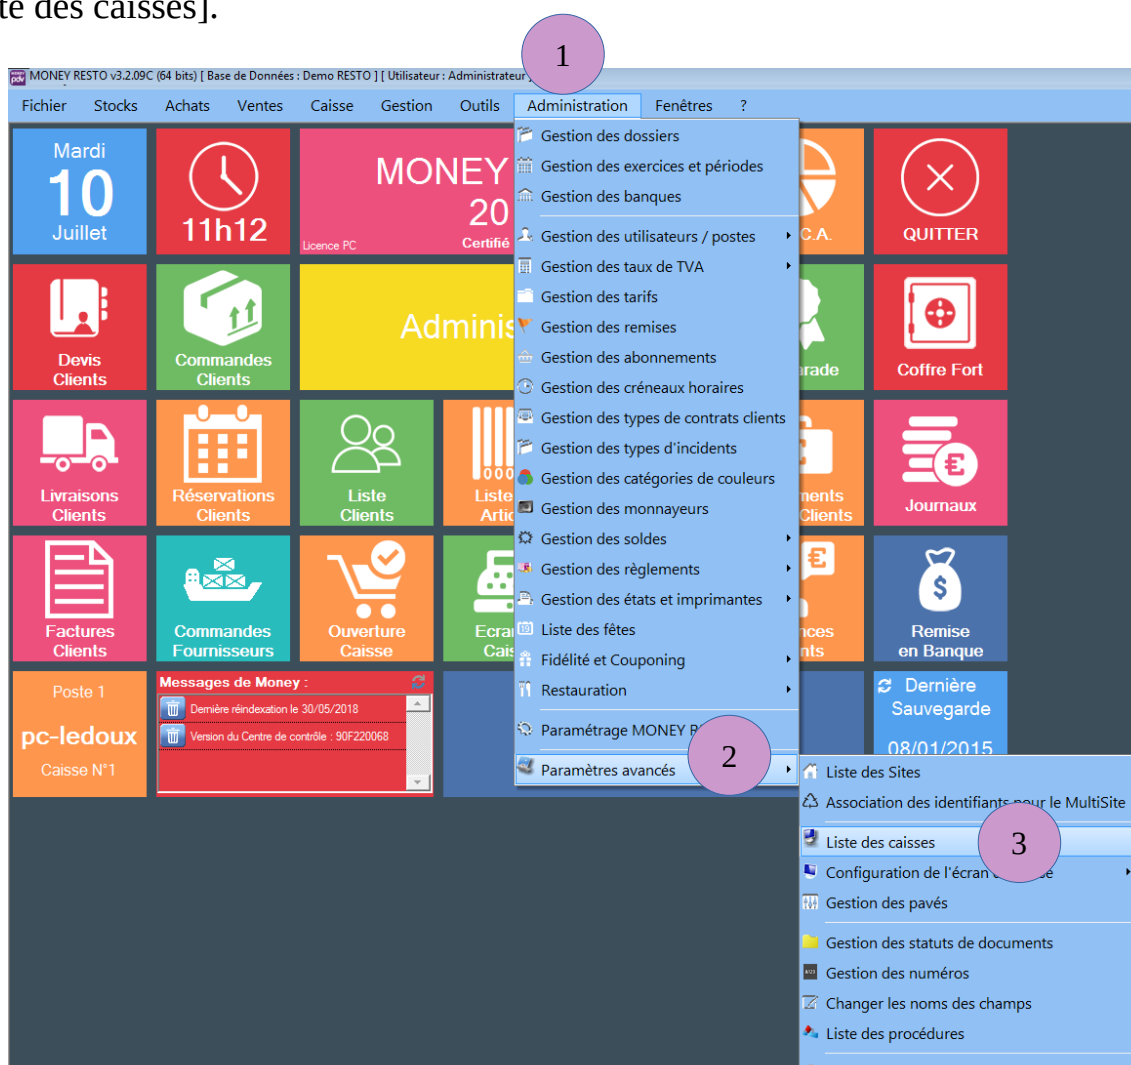 té des caisses].
1
MONEY RESTO v3.2.09C (64 bits) [ Base de Données : Demo RESTO ] [ Utilisateur : Administrateur ]
Fichier Stocks Achats Ventes Caisse Gestion Outils Administration Fenêtres ?
Mardi
10
Juillet
11h12
MONEY
20
Licence PC
Certifié
C.A.
QUITTER
Devis
Clients
Commandes
Clients
Coffre Fort
Livraisons
Clients
Réservations
Clients
Liste
Clients
Liste
Clients
Journaux
Factures
Clients
Commandes
Fournisseurs
Ouverture
Caisse
Remise
en Banque
Poste 1
pc-ledoux
Caisse N°1
Messages de Money :
Dernière réindexation le 30/05/2018
Version du Centre de contrôle : 90F220068
Dernière
Sauvegarde
08/01/2015
Gestion des dossiers
Gestion des exercices et périodes
Gestion des banques
Gestion des utilisateurs / postes
Gestion des taux de TVA
Gestion des tarifs
Gestion des remises
Gestion des abonnements
Gestion des créneaux horaires
Gestion des types de contrats clients
Gestion des types d'incidents
Gestion des catégories de couleurs
Gestion des monnayeurs
Gestion des soldes
Gestion des règlements
Gestion des états et imprimantes
Liste des fêtes
Fidélité et Couponing
Restauration
Paramétrage MONEY
Paramètres avancés
2
Liste des Sites
Association des identifiants pour le MultiSite
Liste des caisses
3
Configuration de l'écran
Gestion des pavés
Gestion des statuts de documents
Gestion des numéros
Changer les noms des champs
Liste des procédures